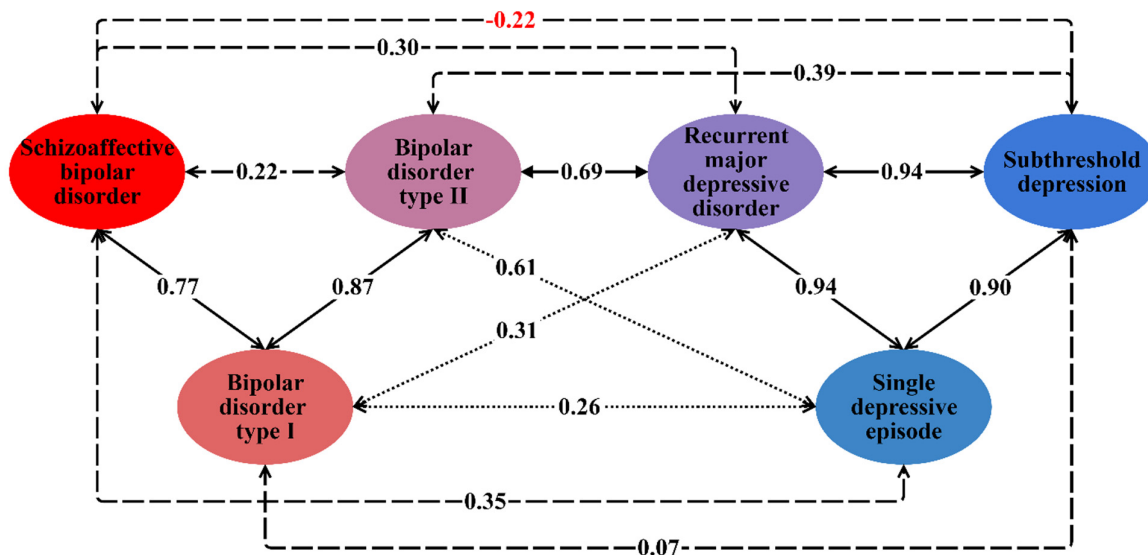 -0.22
0.30
0.39
Schizoaffective
bipolar
disorder
0.22
Bipolar
disorder
type II
0.69
Recurrent
major
depressive
disorder
0.94
Subthreshold
depression
0.77
0.87
0.61
0.31
0.94
0.90
Bipolar
disorder
type I
0.26
Single
depressive
episode
0.35
0.07